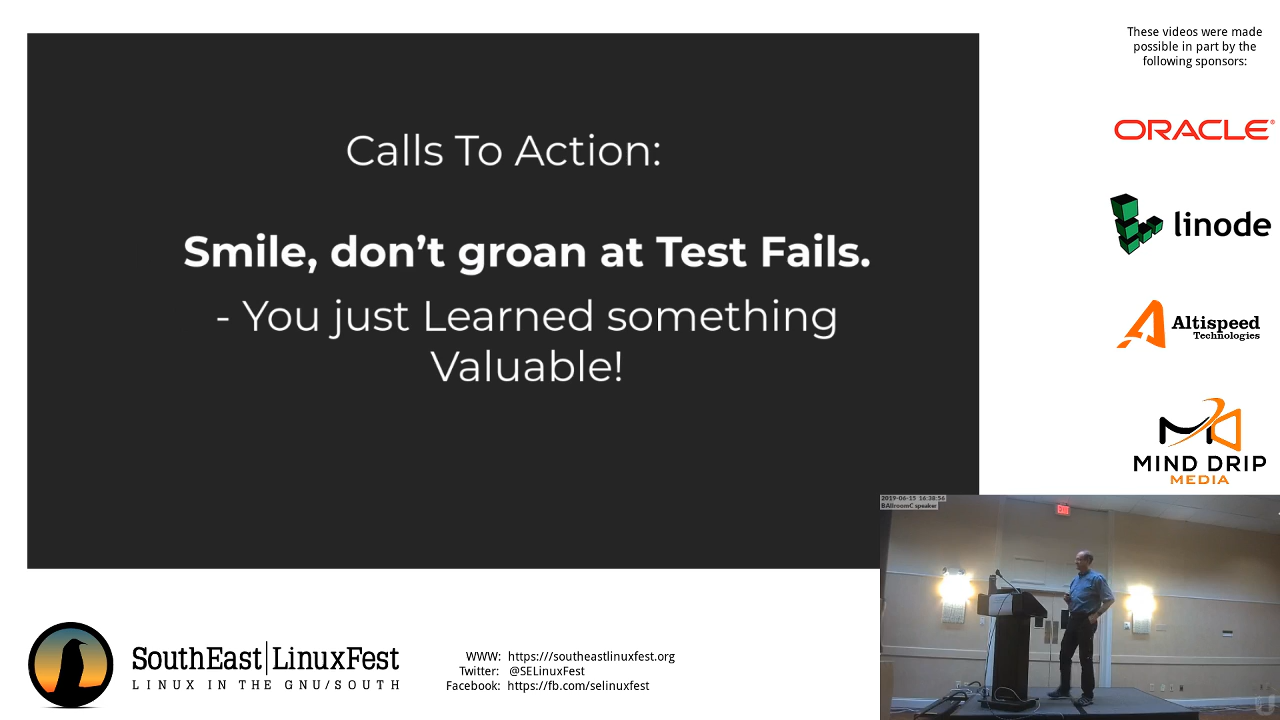 These videos were made
possible in part by the
following sponsors:
Calls To Action:
Smile, don't groan at Test Fails.
- You just Learned something
Valuable!
ORACLE®
linode
Altispeed
Technologies
MIND DRIP
MEDIA
2019-06-15 16:38:56
BAllroomC speaker
EXIT
SouthEast|LinuxFest
LINUX IN THE GNU/SOUTH
WWW: https:///southeastlinuxfest.org
Twitter: @SELinuxFest
Facebook: https://fb.com/selinuxfest